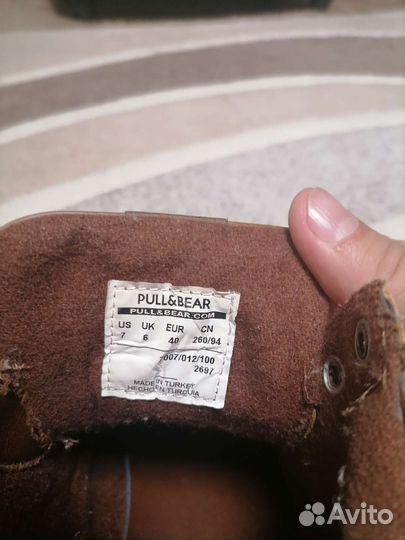 PULL&BEAR
PULL&BEAR.COM
US UK EUR CN
7 6 40 260/94
007/012/100
2697
MADE IN TURKEY
HECHO EN TURQUIA
Avito